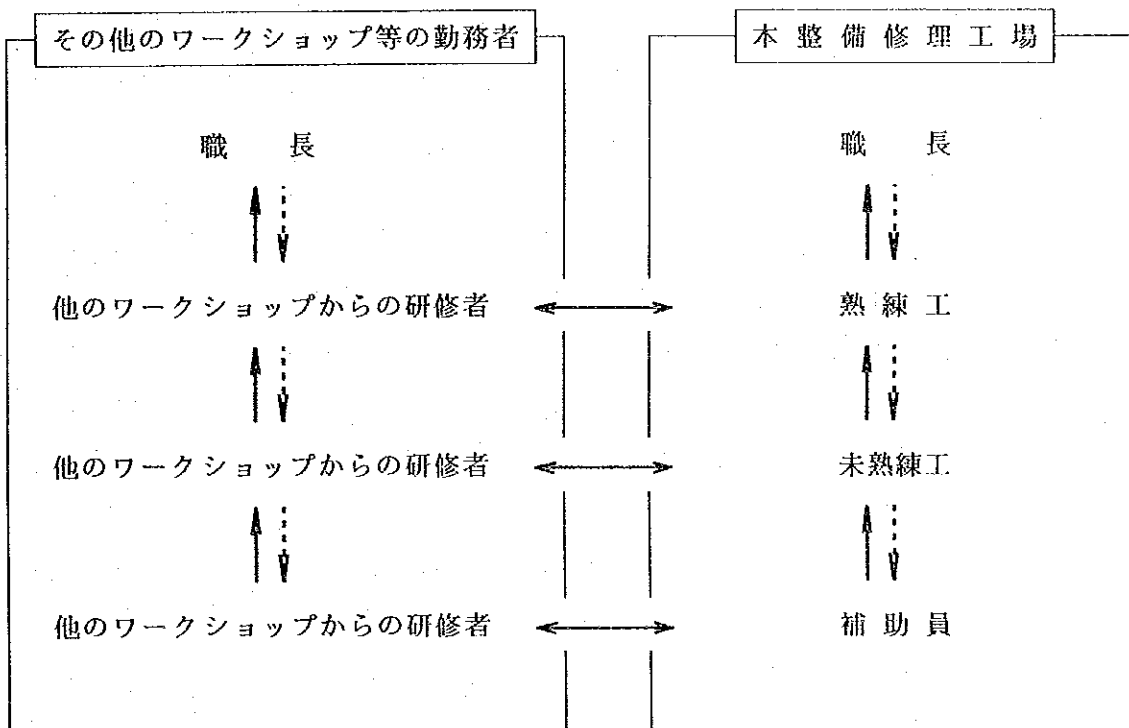 その他のワークショップ等の勤務者
本整備修理工場
職長
職長
他のワークショップからの研修者
熟練工
他のワークショップからの研修者
未熟練工
他のワークショップからの研修者
補助員